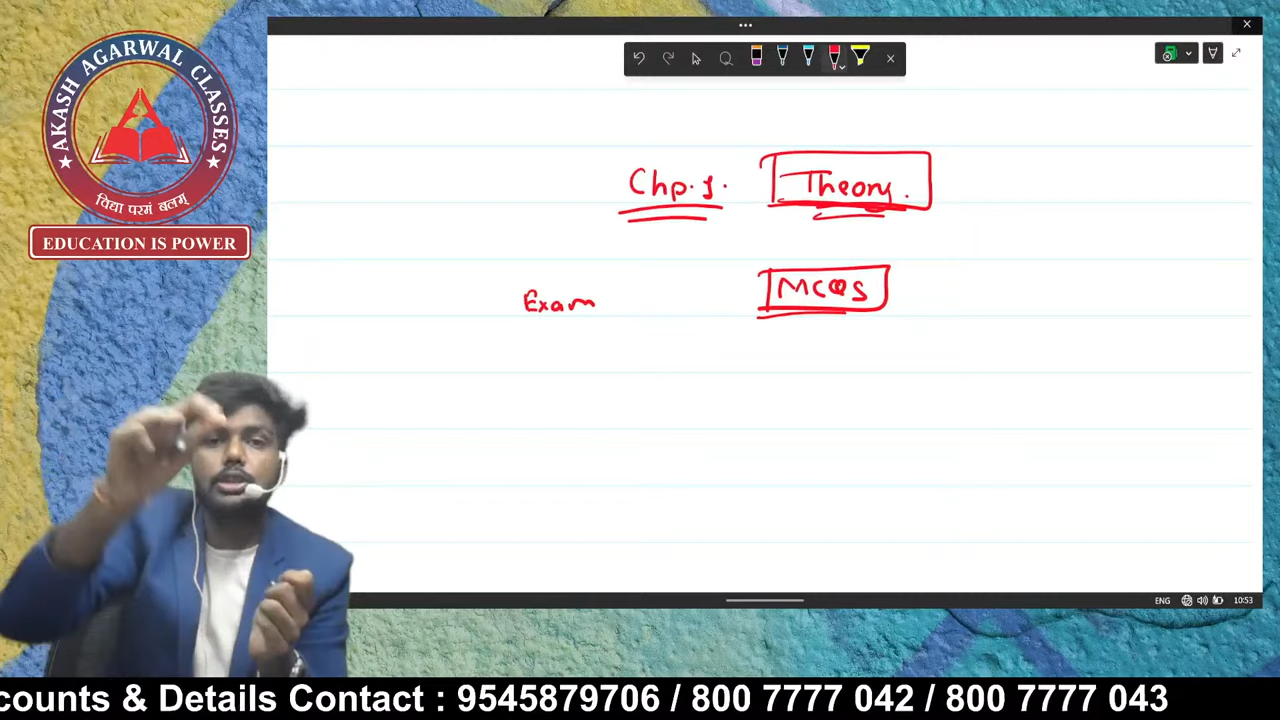 AKASH AGARWAL CLASSES
विद्या परमं बलम्
EDUCATION IS POWER
Chp.1. Theory.
Exam MCQS
ENG 10:53
counts & Details Contact : 9545879706 / 800 7777 042 / 800 7777 043